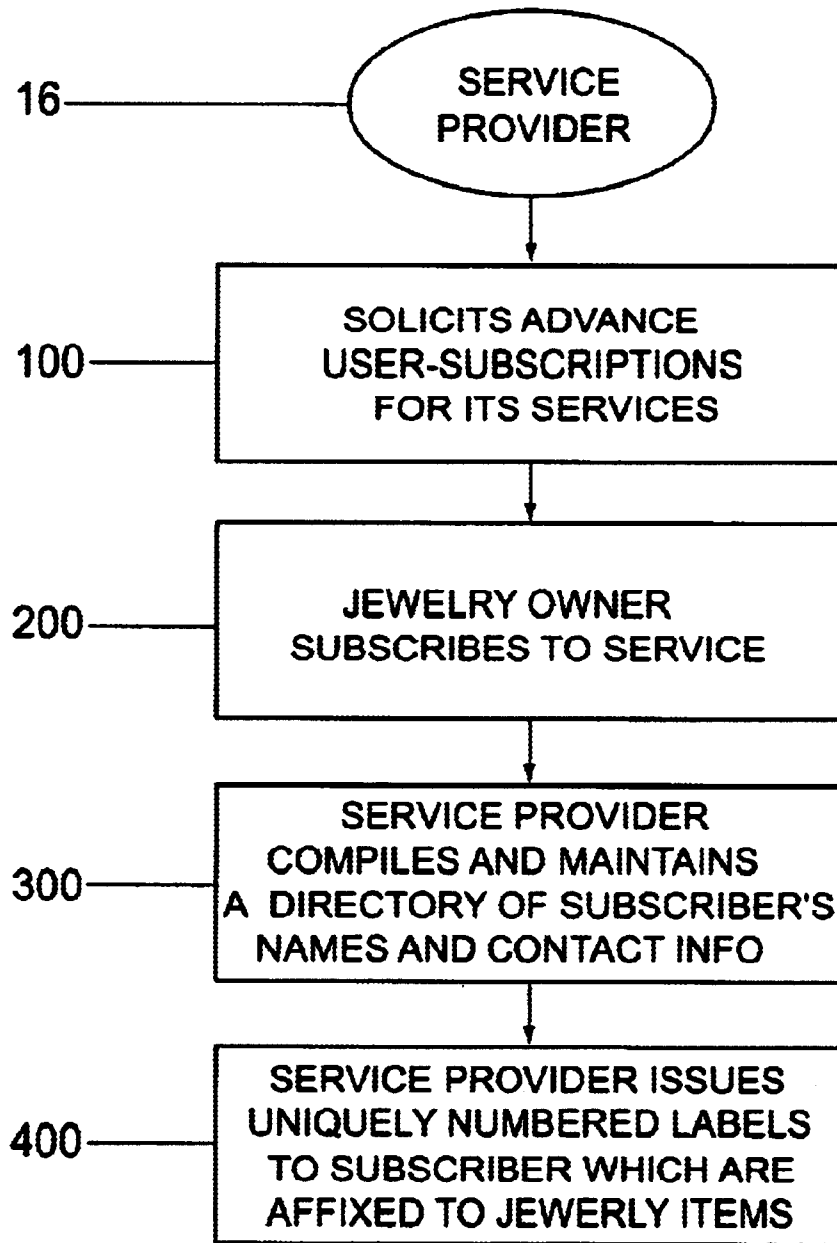 16
SERVICE
PROVIDER
100
SOLICITS ADVANCE
USER-SUBSCRIPTIONS
FOR ITS SERVICES
200
JEWELRY OWNER
SUBSCRIBES TO SERVICE
300
SERVICE PROVIDER
COMPILES AND MAINTAINS
A DIRECTORY OF SUBSCRIBER'S
NAMES AND CONTACT INFO
400
SERVICE PROVIDER ISSUES
UNIQUELY NUMBERED LABELS
TO SUBSCRIBER WHICH ARE
AFFIXED TO JEWERLY ITEMS